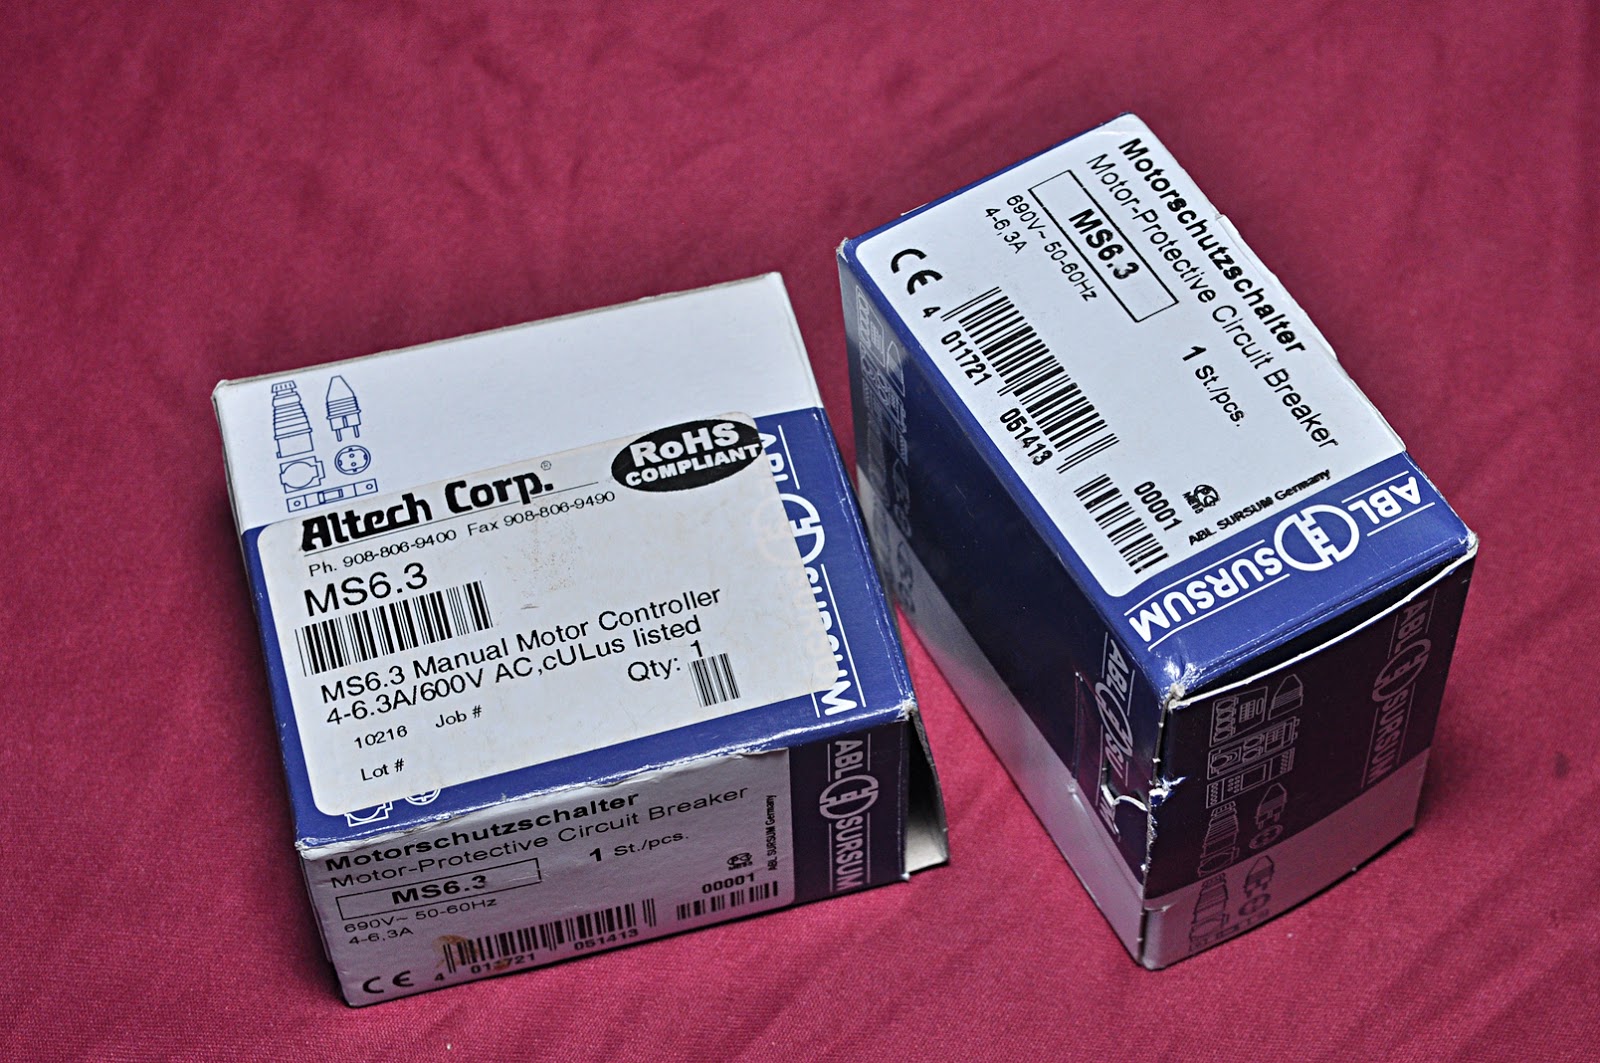 Altech Corp.®
RoHS
COMPLIANT
Ph. 908-806-9400 Fax 908-806-9490
MS6.3
MS6.3 Manual Motor Controller
4-6.3A/600V AC,cULus listed
Qty: 1
10216 Job #
Lot #
ABL SURSUM
Motorschutzschalter
Motor-Protective Circuit Breaker
MS6.3
1 St./pcs.
690V~ 50-60Hz
4-6,3A
CE
4 011721 051413
00001
ABL SURSUM Germany
ABL SURSUM
Motorschutzschalter
Motor-Protective Circuit Breaker
MS6.3
690V~ 50-60Hz
4-6,3A
1 St./pcs.
CE
4 011721 051413
00001
ABL SURSUM Germany
ABL SURSUM
ABL SURSUM
ABL SU